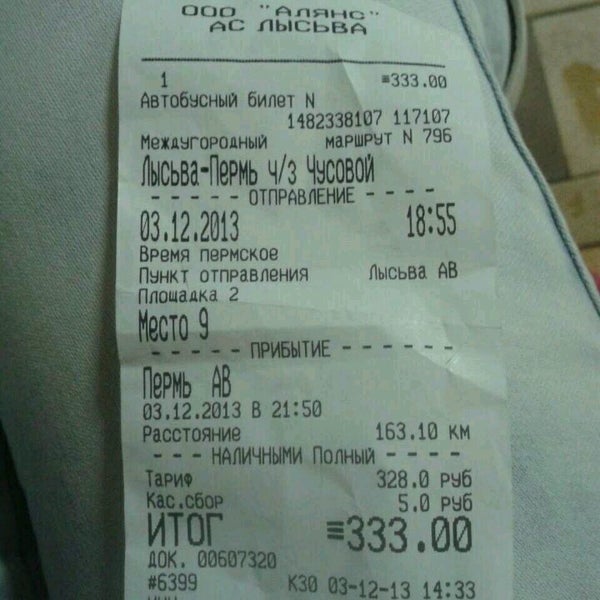 ООО "АЛЯНС"
АС ЛЫСЬВА
1 ≡333.00
Автобусный билет N
1482338107 117107
Междугородный маршрут N 796
Лысьва-Пермь ч/з Чусовой
- - - - - ОТПРАВЛЕНИЕ - - - -
03.12.2013 18:55
Время пермское
Пункт отправления Лысьва АВ
Площадка 2
Место 9
- - - - - - ПРИБЫТИЕ - - - - - -
Пермь АВ
03.12.2013 В 21:50
Расстояние 163.10 км
- - - НАЛИЧНЫМИ Полный - - - -
Тариф 328.0 руб
Кас.сбор 5.0 руб
ИТОГ ≡333.00
ДОК. 00607320
#6399 К30 03-12-13 14:33